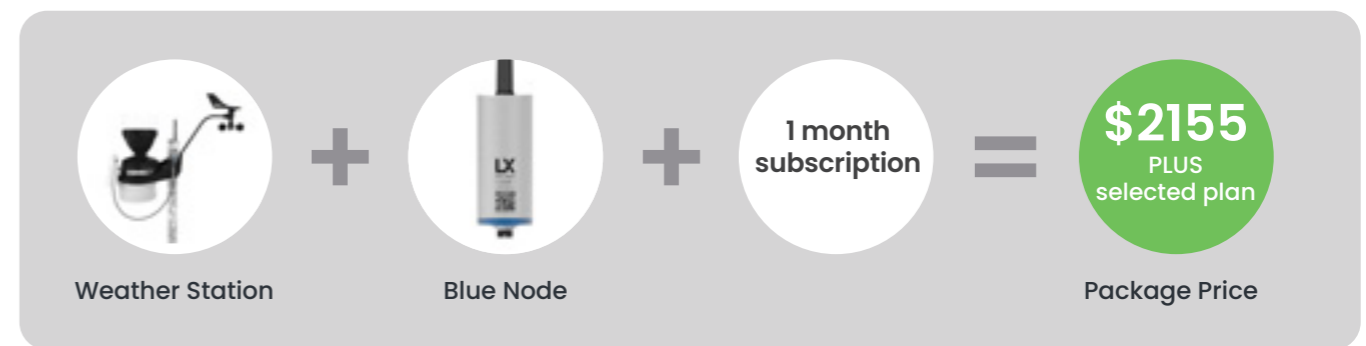 1 month
subscription
LX
$2155
PLUS
selected plan
Weather Station
Blue Node
Package Price